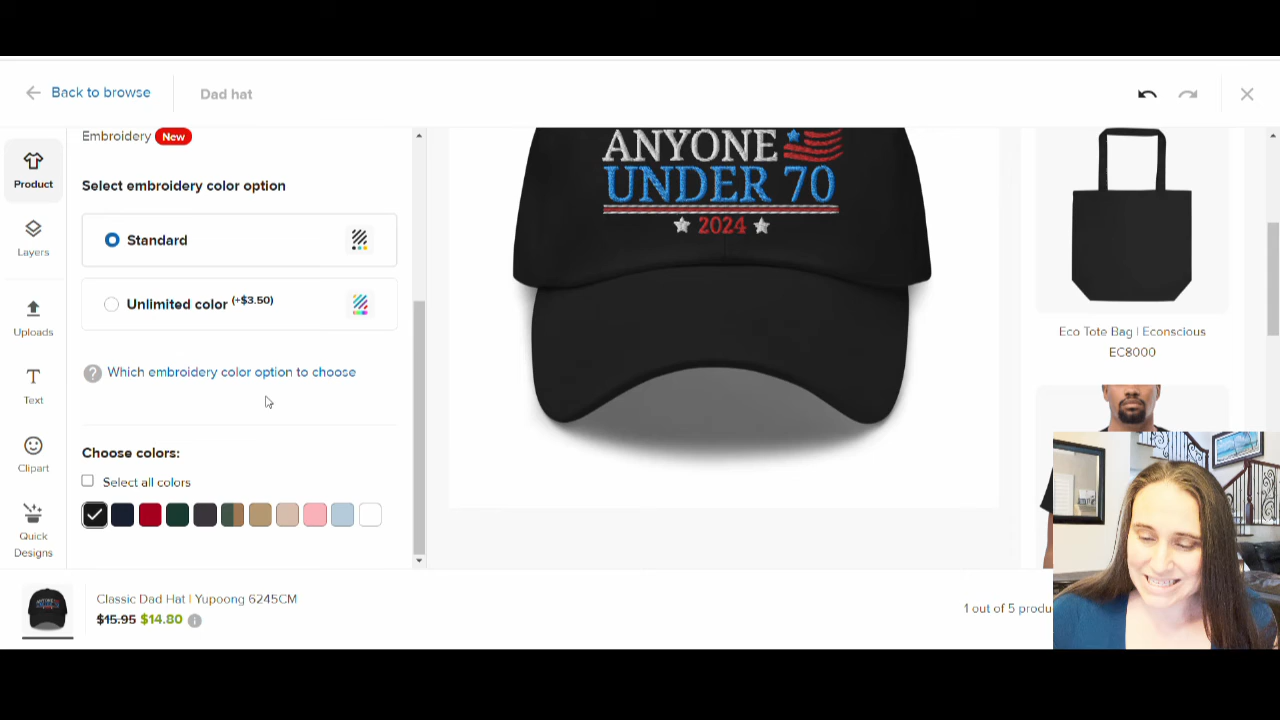 Back to browse
Dad hat
Product
Layers
Uploads
Text
Clipart
Quick
Designs
Embroidery New
Select embroidery color option
Standard
Unlimited color (+$3.50)
Which embroidery color option to choose
Choose colors:
Select all colors
ANYONE
UNDER 70
2024
Eco Tote Bag | Econscious
EC8000
Classic Dad Hat | Yupoong 6245CM
$15.95 $14.80
1 out of 5 produ